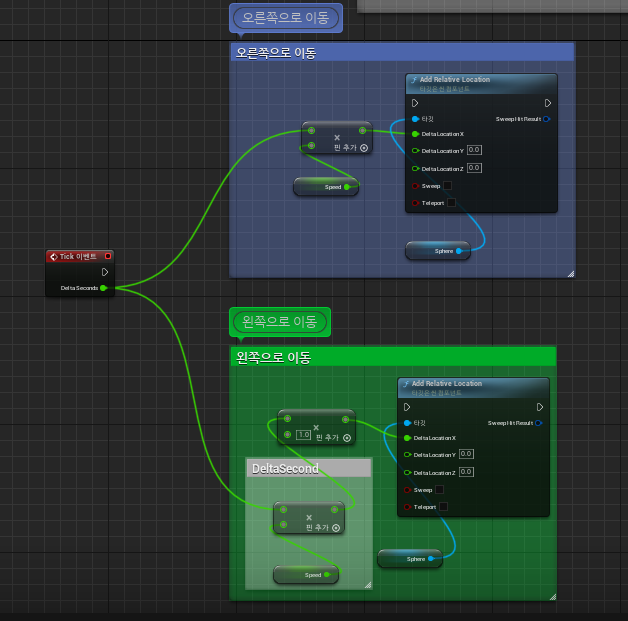 오른쪽으로 이동
오른쪽으로 이동
Add Relative Location
타깃은 씬 컴포넌트
타깃
Sweep Hit Result
Delta Location X
Delta Location Y 0.0
Delta Location Z 0.0
Sweep
Teleport
핀 추가
Speed
Sphere
Tick 이벤트
Delta Seconds
왼쪽으로 이동
왼쪽으로 이동
Add Relative Location
타깃은 씬 컴포넌트
타깃
Sweep Hit Result
Delta Location X
Delta Location Y 0.0
Delta Location Z 0.0
Sweep
Teleport
1.0
핀 추가
DeltaSecond
핀 추가
Speed
Sphere